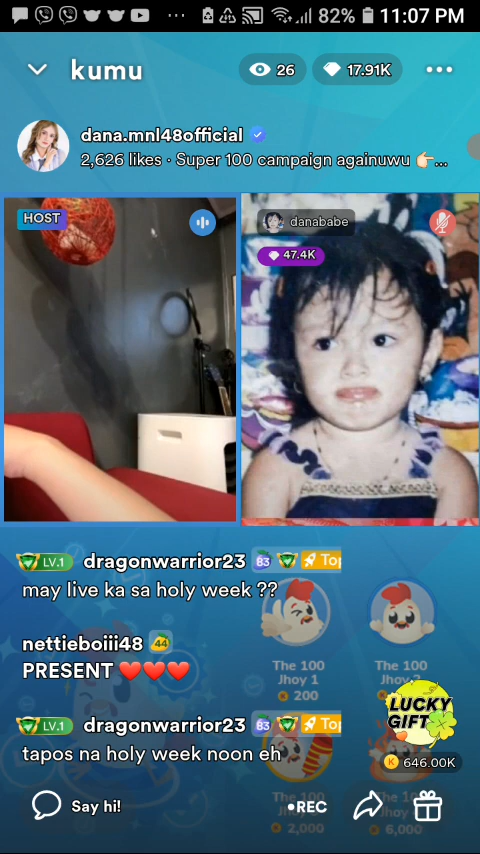 82% 11:07 PM
kumu 26 17.91K
dana.mnl48official
2,626 likes · Super 100 campaign againuwu 👉...
HOST
danababe
47.4K
LV.1 dragonwarrior23 83 Top
may live ka sa holy week ??
nettieboiii48 44
PRESENT ❤️❤️❤️
The 100 The 100
Jhoy 1
200
LUCKY
GIFT
LV.1 dragonwarrior23 83 Top
tapos na holy week noon eh
K 646.00K
Say hi! •REC
2,000 6,000